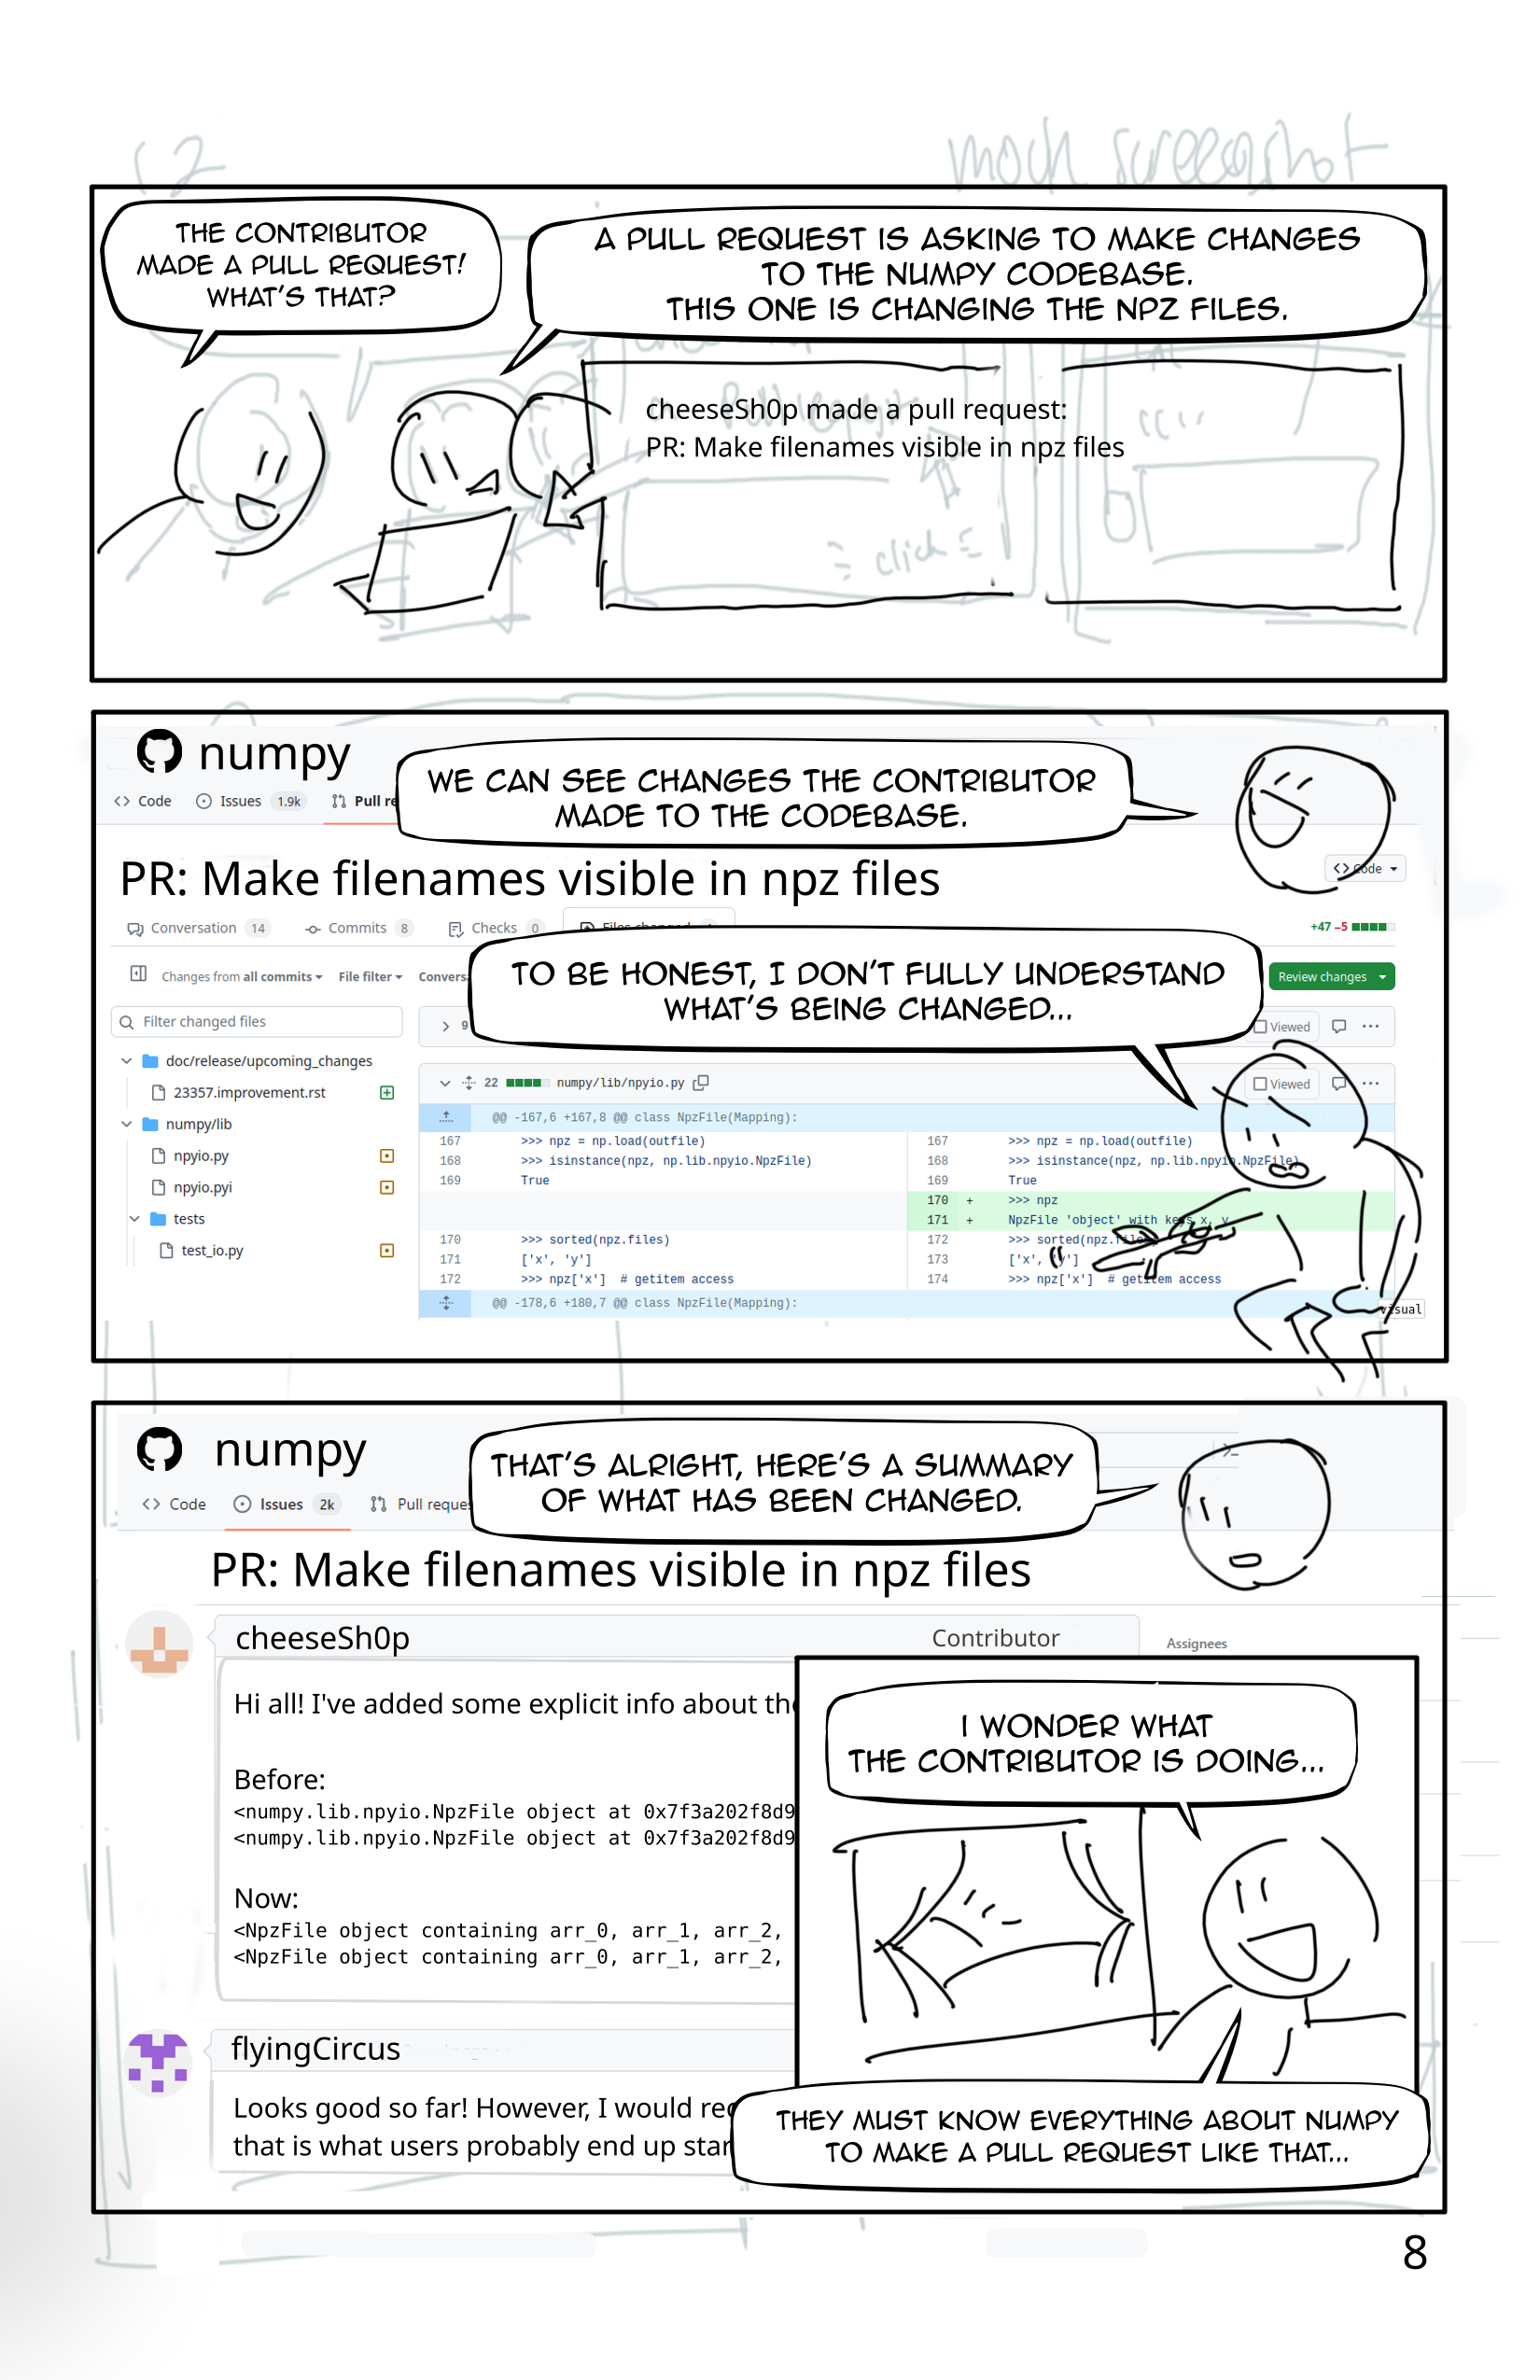 12
mock screenshot
THE CONTRIBUTOR
MADE A PULL REQUEST!
WHAT'S THAT?
A PULL REQUEST IS ASKING TO MAKE CHANGES
TO THE NUMPY CODEBASE.
THIS ONE IS CHANGING THE NPZ FILES.
cheeseSh0p made a pull request:
PR: Make filenames visible in npz files
click
numpy
WE CAN SEE CHANGES THE CONTRIBUTOR
MADE TO THE CODEBASE.
Code
Issues 1.9k
Pull re
PR: Make filenames visible in npz files
Code
Conversation 14
Commits 8
Checks 0
Files changed
+47 −5
TO BE HONEST, I DON'T FULLY UNDERSTAND
WHAT'S BEING CHANGED...
Changes from all commits
File filter
Conversa
Review changes
Filter changed files
9
Viewed
doc/release/upcoming_changes
23357.improvement.rst
numpy/lib
npyio.py
npyio.pyi
tests
test_io.py
22 numpy/lib/npyio.py
Viewed
@@ -167,6 +167,8 @@ class NpzFile(Mapping):
167 >>> npz = np.load(outfile)
168 >>> isinstance(npz, np.lib.npyio.NpzFile)
169 True
170 >>> sorted(npz.files)
171 ['x', 'y']
172 >>> npz['x']  # getitem access
167 >>> npz = np.load(outfile)
168 >>> isinstance(npz, np.lib.npyio.NpzFile)
169 True
170 + >>> npz
171 + NpzFile 'object' with keys x, y
172 >>> sorted(npz.files)
173 ['x', 'y']
174 >>> npz['x']  # getitem access
@@ -178,6 +180,7 @@ class NpzFile(Mapping):
visual
numpy
THAT'S ALRIGHT, HERE'S A SUMMARY
OF WHAT HAS BEEN CHANGED.
Code
Issues 2k
Pull reques
PR: Make filenames visible in npz files
cheeseSh0p
Contributor
Assignees
Hi all! I've added some explicit info about the
Before:
<numpy.lib.npyio.NpzFile object at 0x7f3a202f8d9
<numpy.lib.npyio.NpzFile object at 0x7f3a202f8d9
Now:
<NpzFile object containing arr_0, arr_1, arr_2,
<NpzFile object containing arr_0, arr_1, arr_2,
I WONDER WHAT
THE CONTRIBUTOR IS DOING...
flyingCircus
Looks good so far! However, I would rec
that is what users probably end up star
THEY MUST KNOW EVERYTHING ABOUT NUMPY
TO MAKE A PULL REQUEST LIKE THAT...
8